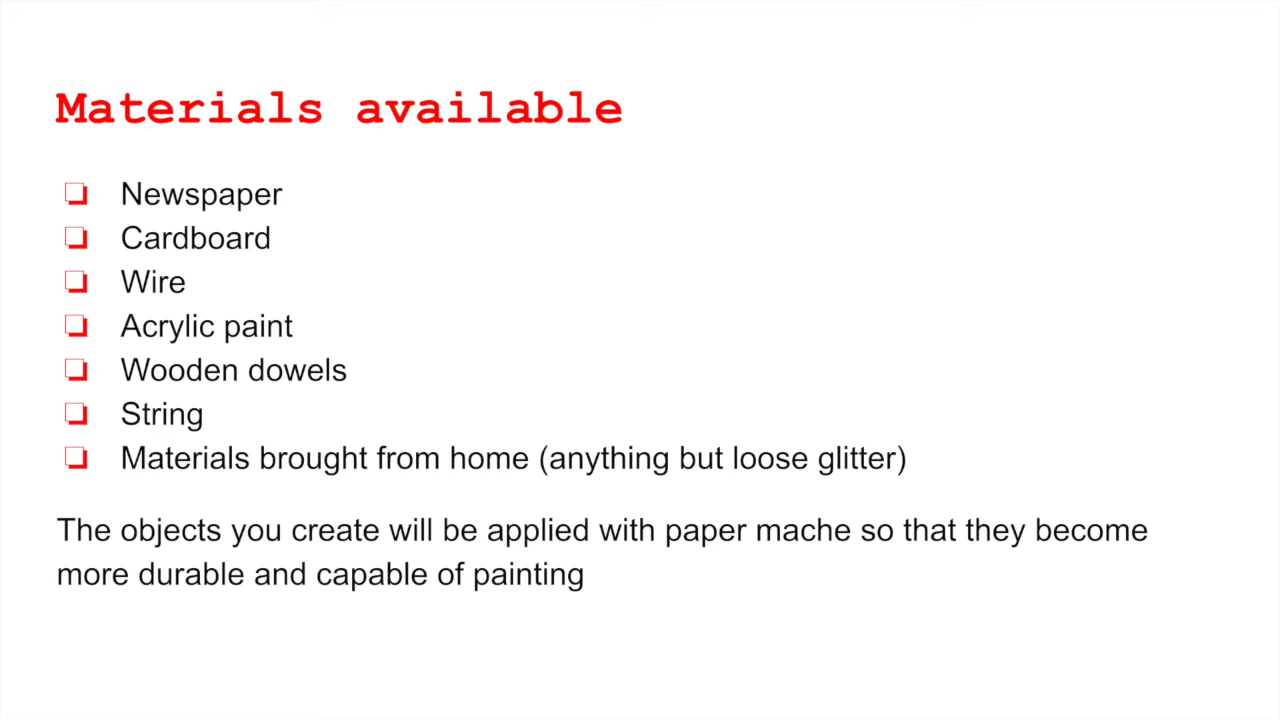 Materials available
❏ Newspaper
❏ Cardboard
❏ Wire
❏ Acrylic paint
❏ Wooden dowels
❏ String
❏ Materials brought from home (anything but loose glitter)
The objects you create will be applied with paper mache so that they become
more durable and capable of painting